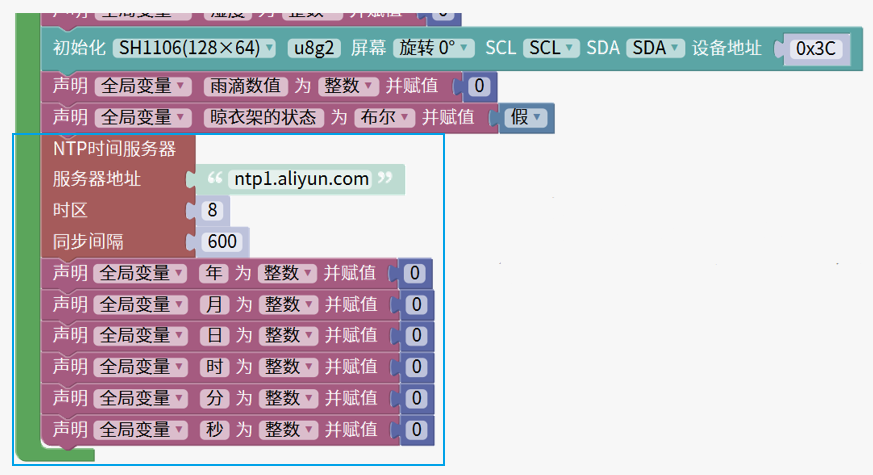 声明 全局变量 湿度 为 整数 并赋值 0
初始化 SH1106(128×64) u8g2 屏幕 旋转 0° SCL SCL SDA SDA 设备地址 0x3C
声明 全局变量 雨滴数值 为 整数 并赋值 0
声明 全局变量 晾衣架的状态 为 布尔 并赋值 假
NTP时间服务器
服务器地址 “ ntp1.aliyun.com ”
时区 8
同步间隔 600
声明 全局变量 年 为 整数 并赋值 0
声明 全局变量 月 为 整数 并赋值 0
声明 全局变量 日 为 整数 并赋值 0
声明 全局变量 时 为 整数 并赋值 0
声明 全局变量 分 为 整数 并赋值 0
声明 全局变量 秒 为 整数 并赋值 0